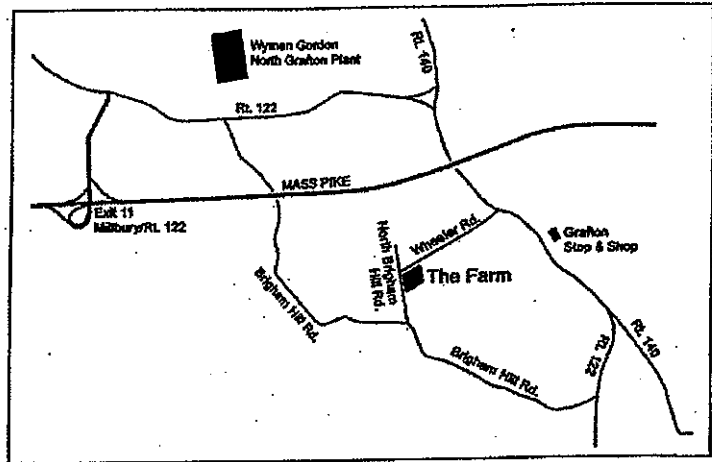 Wyman Gordon
North Grafton Plant
Rt. 140
Rt. 122
MASS PIKE
Exit 11
Millbury/Rt. 122
Wheeler Rd.
Grafton
Stop & Shop
North Brigham
Hill Rd.
The Farm
Brigham Hill Rd.
Brigham Hill Rd.
Rt. 122
Rt. 140